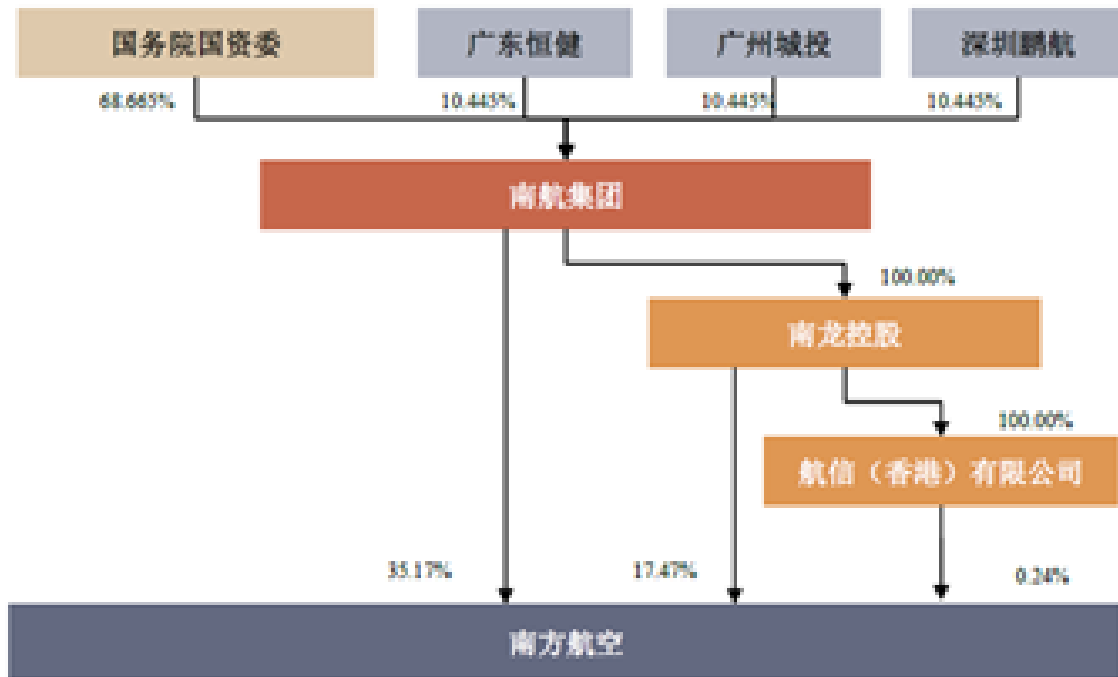 国务院国资委
广东恒健
广州城投
深圳鹏航
68.665%
10.445%
10.445%
10.445%
南航集团
100.00%
南龙控股
100.00%
航信（香港）有限公司
35.17%
17.47%
0.24%
南方航空